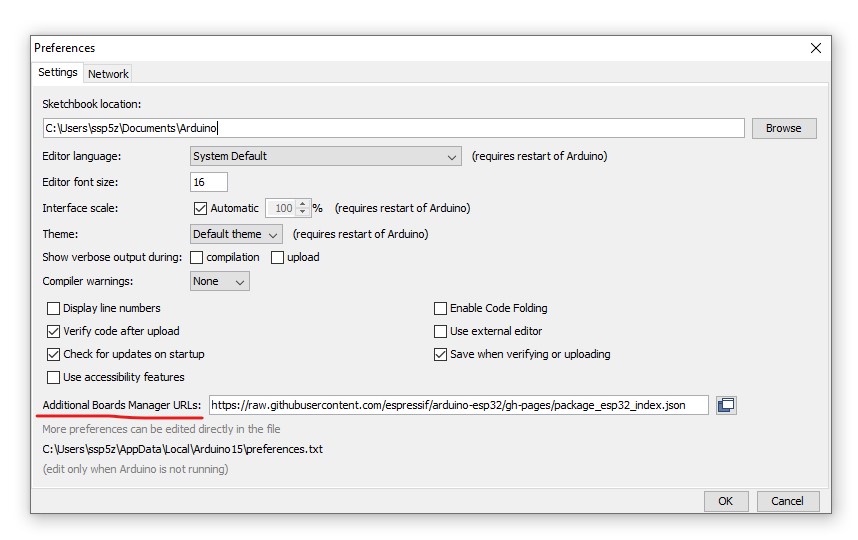 Preferences
Settings Network
Sketchbook location:
C:\Users\ssp5z\Documents\Arduino Browse
Editor language: System Default (requires restart of Arduino)
Editor font size: 16
Interface scale: Automatic 100 % (requires restart of Arduino)
Theme: Default theme (requires restart of Arduino)
Show verbose output during: compilation upload
Compiler warnings: None
Display line numbers Enable Code Folding
Verify code after upload Use external editor
Check for updates on startup Save when verifying or uploading
Use accessibility features
Additional Boards Manager URLs: https://raw.githubusercontent.com/espressif/arduino-esp32/gh-pages/package_esp32_index.json
More preferences can be edited directly in the file
C:\Users\ssp5z\AppData\Local\Arduino15\preferences.txt
(edit only when Arduino is not running)
OK Cancel